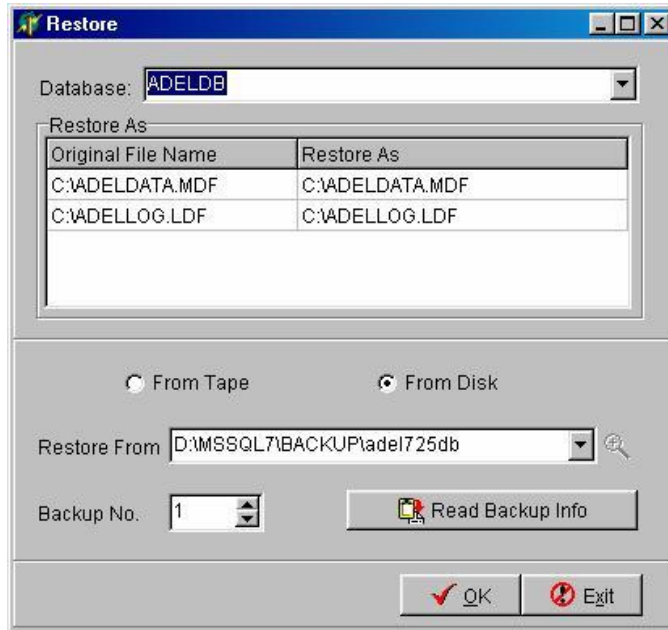 Restore
Database: ADELDB
Restore As
Original File Name Restore As
C:\ADELDATA.MDF C:\ADELDATA.MDF
C:\ADELLOG.LDF C:\ADELLOG.LDF
From Tape From Disk
Restore From D:\MSSQL7\BACKUP\adel725db
Backup No. 1 Read Backup Info
OK Exit